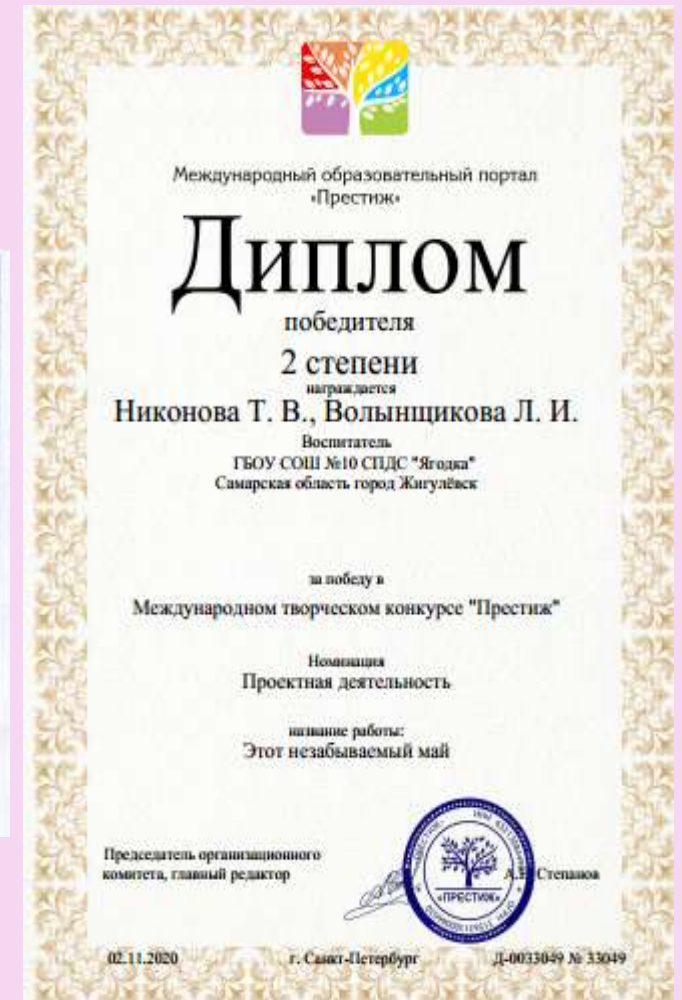 Международный образовательный портал
«Престиж»
Диплом
победителя
2 степени
награждается
Никонова Т. В., Волынщикова Л. И.
Воспитатель
ГБОУ СОШ №10 СПДС "Ягодка"
Самарская область город Жигулёвск
за победу в
Международном творческом конкурсе "Престиж"
Номинация
Проектная деятельность
название работы:
Этот незабываемый май
Председатель организационного
комитета, главный редактор
Степанов
«ПРЕСТИЖ»
02.11.2020 г. Санкт-Петербург Д-0033049 № 33049